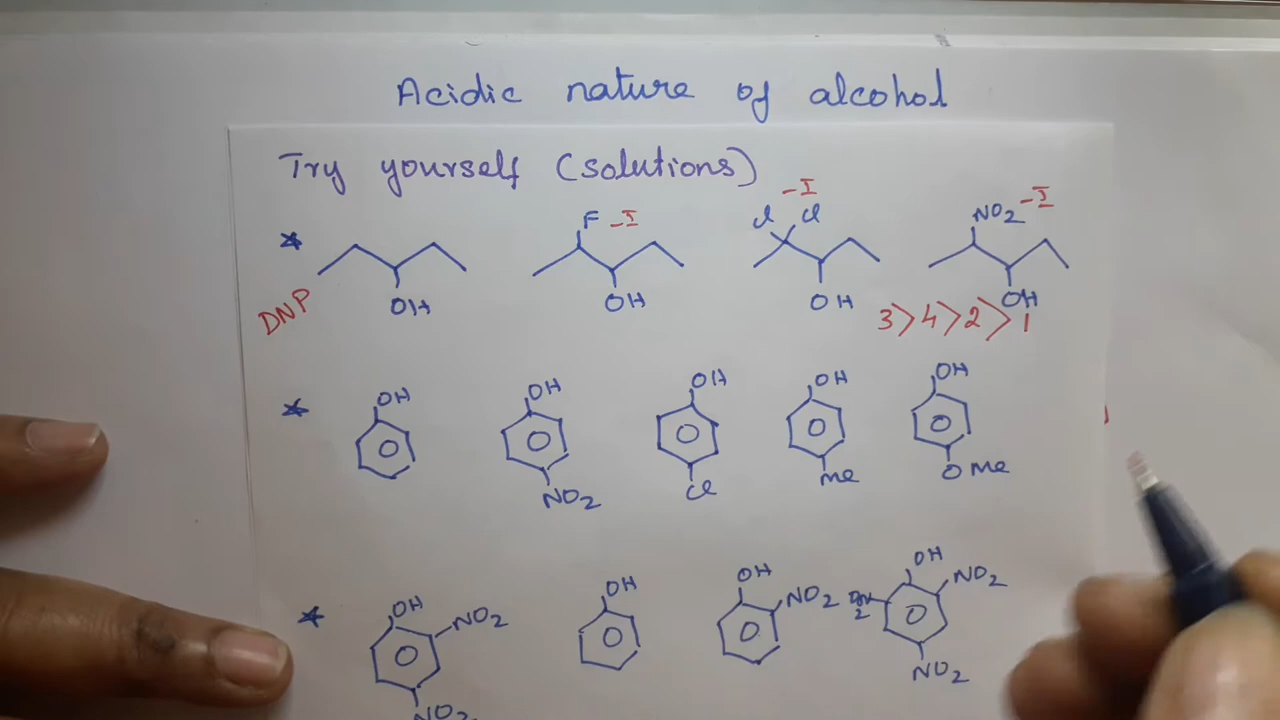 Acidic nature of alcohol
Try yourself (solutions)
-I
Cl Cl
NO2 -I
F -I
OH OH OH OH
DNP
3>4>2>1
OH OH OH OH OH
NO2 Cl Me OMe
OH NO2 OH OH NO2 OH NO2
NO2 NO2